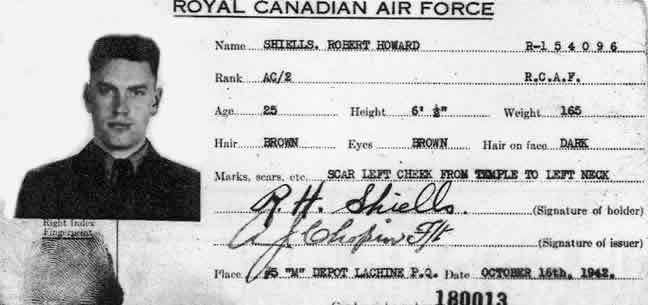 ROYAL CANADIAN AIR FORCE
Name SHIELLS. ROBERT HOWARD R-154096
Rank AC/2 R.C.A.F.
Age 25 Height 6' ½" Weight 165
Hair BROWN Eyes BROWN Hair on face DARK
Marks, scars, etc. SCAR LEFT CHEEK FROM TEMPLE TO LEFT NECK
R.H. Shiells. (Signature of holder)
Right Index
Fingerprint
A.J. Chopin F/t (Signature of issuer)
Place #5 "M" DEPOT LACHINE P.Q. Date OCTOBER 16th. 1942.
180013